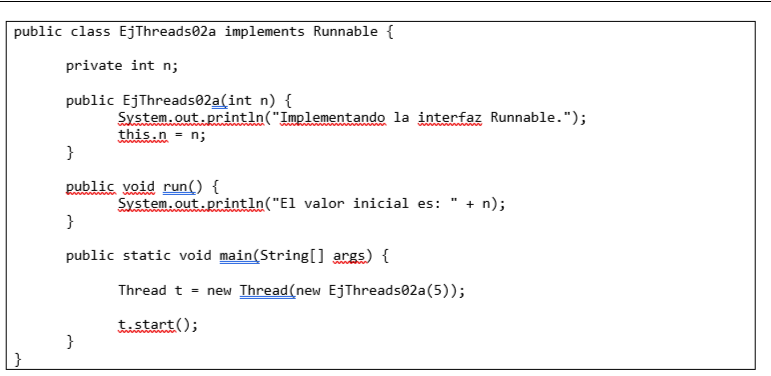 public class EjThreads02a implements Runnable {
private int n;
public EjThreads02a(int n) {
System.out.println("Implementando la interfaz Runnable.");
this.n = n;
}
public void run() {
System.out.println("El valor inicial es: " + n);
}
public static void main(String[] args) {
Thread t = new Thread(new EjThreads02a(5));
t.start();
}
}